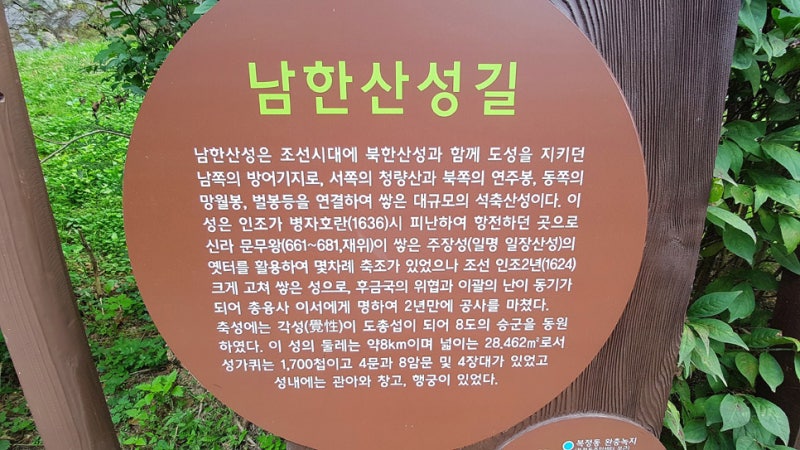 남한산성길
남한산성은 조선시대에 북한산성과 함께 도성을 지키던
남쪽의 방어기지로, 서쪽의 청량산과 북쪽의 연주봉, 동쪽의
망월봉, 벌봉등을 연결하여 쌓은 대규모의 석축산성이다. 이
성은 인조가 병자호란(1636)시 피난하여 항전하던 곳으로
신라 문무왕(661~681,재위)이 쌓은 주장성(일명 일장산성)의
옛터를 활용하여 몇차례 축조가 있었으나 조선 인조2년(1624)
크게 고쳐 쌓은 성으로, 후금국의 위협과 이괄의 난이 동기가
되어 총융사 이서에게 명하여 2년만에 공사를 마쳤다.
축성에는 각성(覺性)이 도총섭이 되어 8도의 승군을 동원
하였다. 이 성의 둘레는 약8km이며 넓이는 28,462㎡로서
성가퀴는 1,700첩이고 4문과 8암문 및 4장대가 있었고
성내에는 관아와 창고, 행궁이 있었다.
복정동 완충녹지